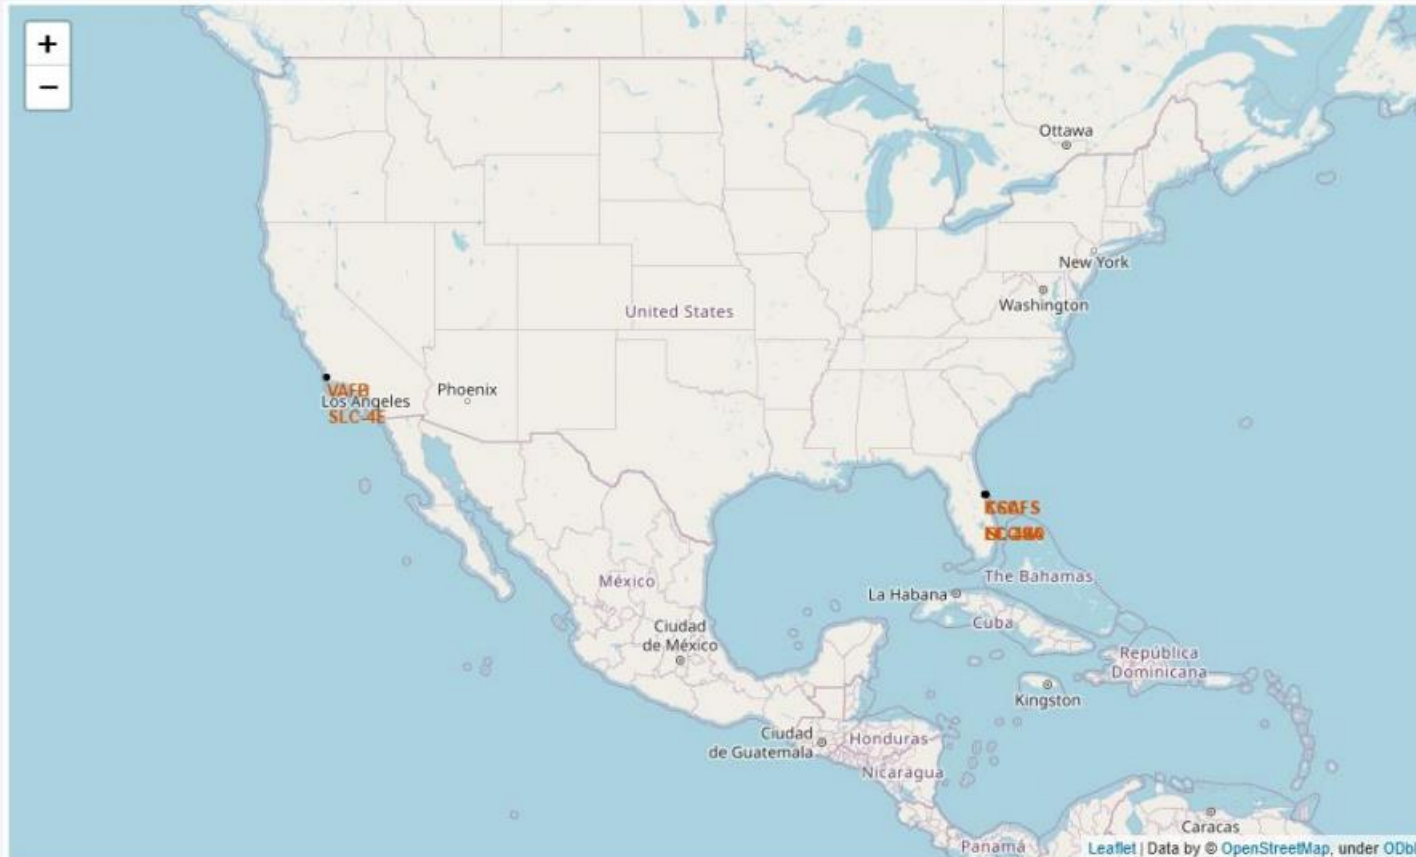 +
−
Ottawa
New York
Washington
United States
VAFB
Los Angeles
SLC-4E
Phoenix
México
Ciudad
de México
The Bahamas
La Habana
Cuba
República
Dominicana
Kingston
Ciudad
de Guatemala
Honduras
Nicaragua
Caracas
Panamá
Leaflet | Data by © OpenStreetMap, under ODbl